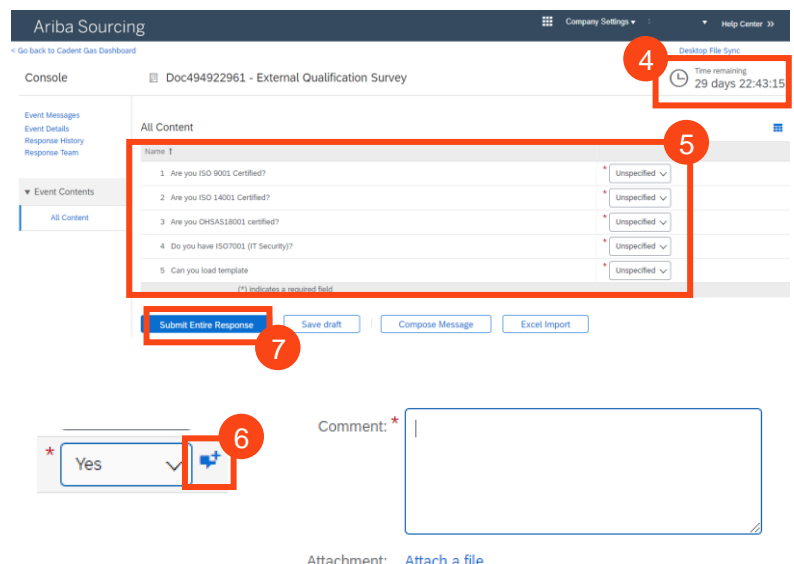 Ariba Sourcing
Company Settings ▾
▾
Help Center >>
< Go back to Cadent Gas Dashboard
Desktop File Sync
4
Console
Doc494922961 - External Qualification Survey
Time remaining
29 days 22:43:15
Event Messages
Event Details
Response History
Response Team
▾ Event Contents
All Content
All Content
5
Name ↑
1 Are you ISO 9001 Certified? * Unspecified
2 Are you ISO 14001 Certified? * Unspecified
3 Are you OHSAS18001 certified? * Unspecified
4 Do you have ISO7001 (IT Security)? * Unspecified
5 Can you load template * Unspecified
(*) indicates a required field
Submit Entire Response
Save draft
Compose Message
Excel Import
7
6
* Yes
Comment: *
Attachment: Attach a file